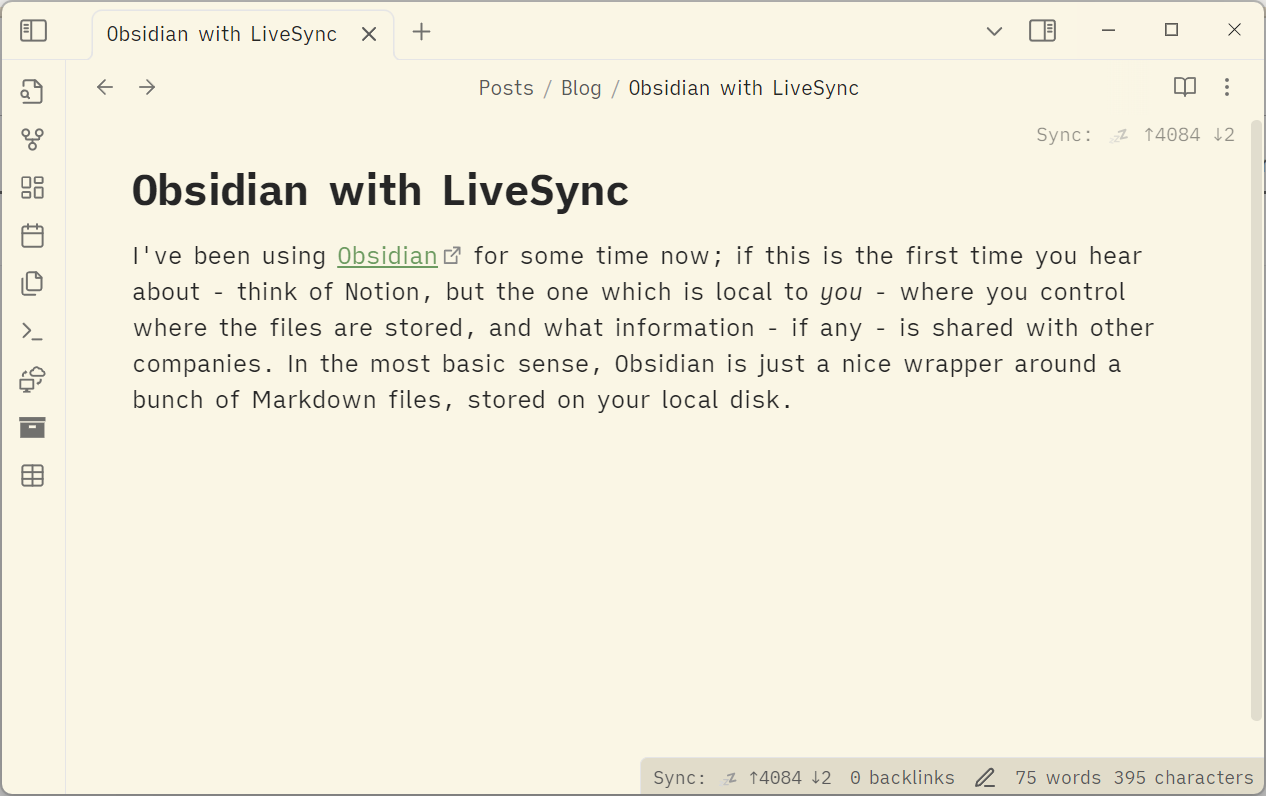 Obsidian with LiveSync
Posts / Blog / Obsidian with LiveSync
Sync: 💤 ↑4084 ↓2
Obsidian with LiveSync
I've been using Obsidian for some time now; if this is the first time you hear
about - think of Notion, but the one which is local to you - where you control
where the files are stored, and what information - if any - is shared with other
companies. In the most basic sense, Obsidian is just a nice wrapper around a
bunch of Markdown files, stored on your local disk.
Sync: 💤 ↑4084 ↓2 0 backlinks 75 words 395 characters